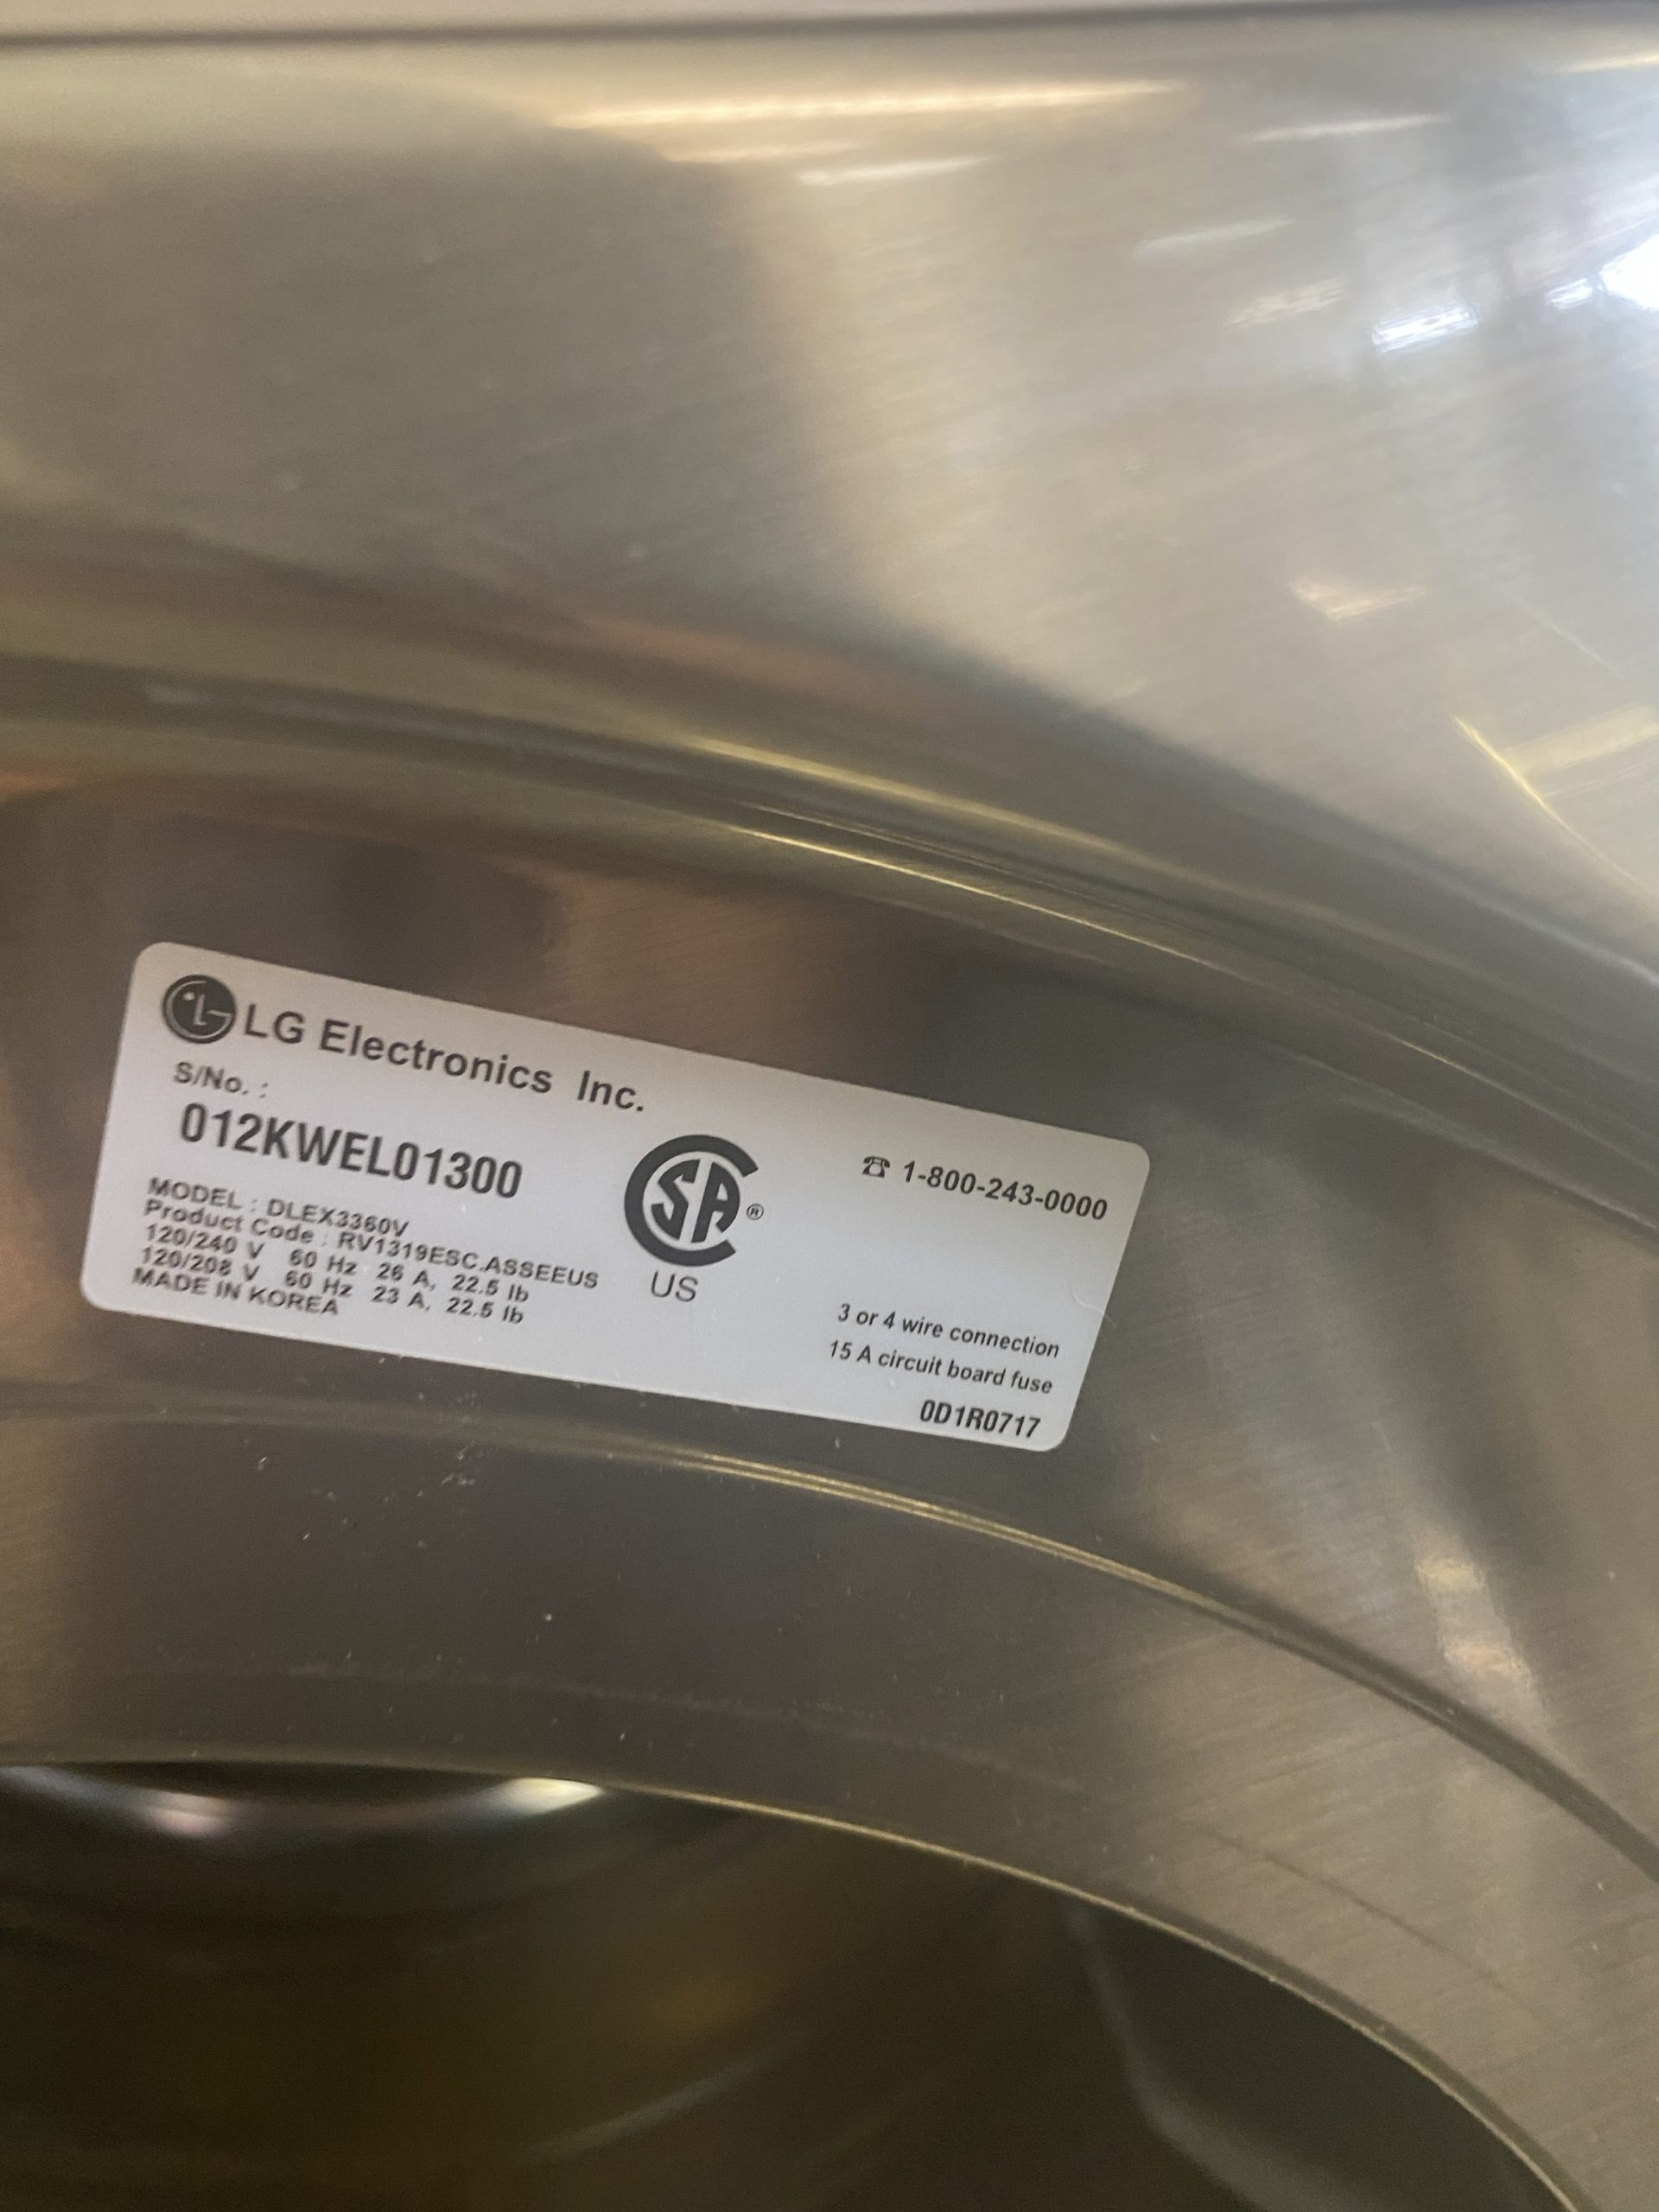 LG LG Electronics Inc.
S/No. :
012KWEL01300
MODEL : DLEX3360V
Product Code : RV1319ESC.ASSEEUS
120/240 V 60 Hz 26 A, 22.5 lb
120/208 V 60 Hz 23 A, 22.5 lb
MADE IN KOREA
SA®
US
☎ 1-800-243-0000
3 or 4 wire connection
15 A circuit board fuse
0D1R0717